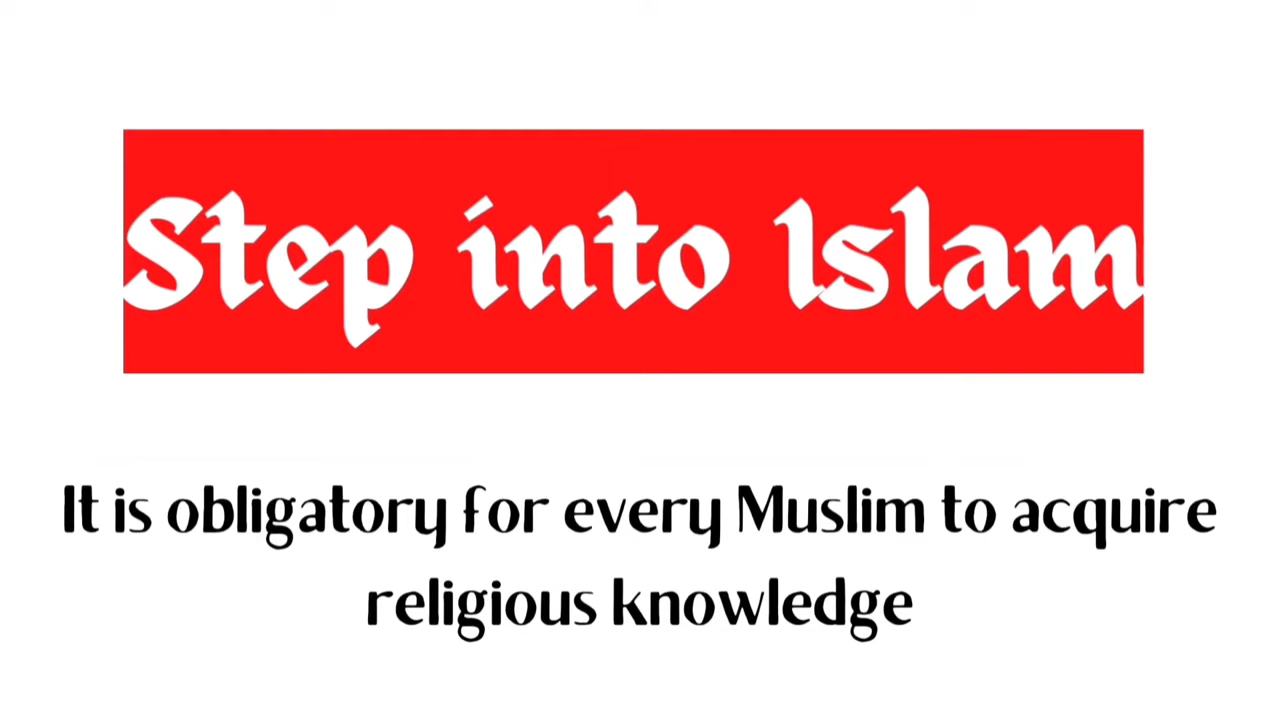 Step into Islam
It is obligatory for every Muslim to acquire
religious knowledge